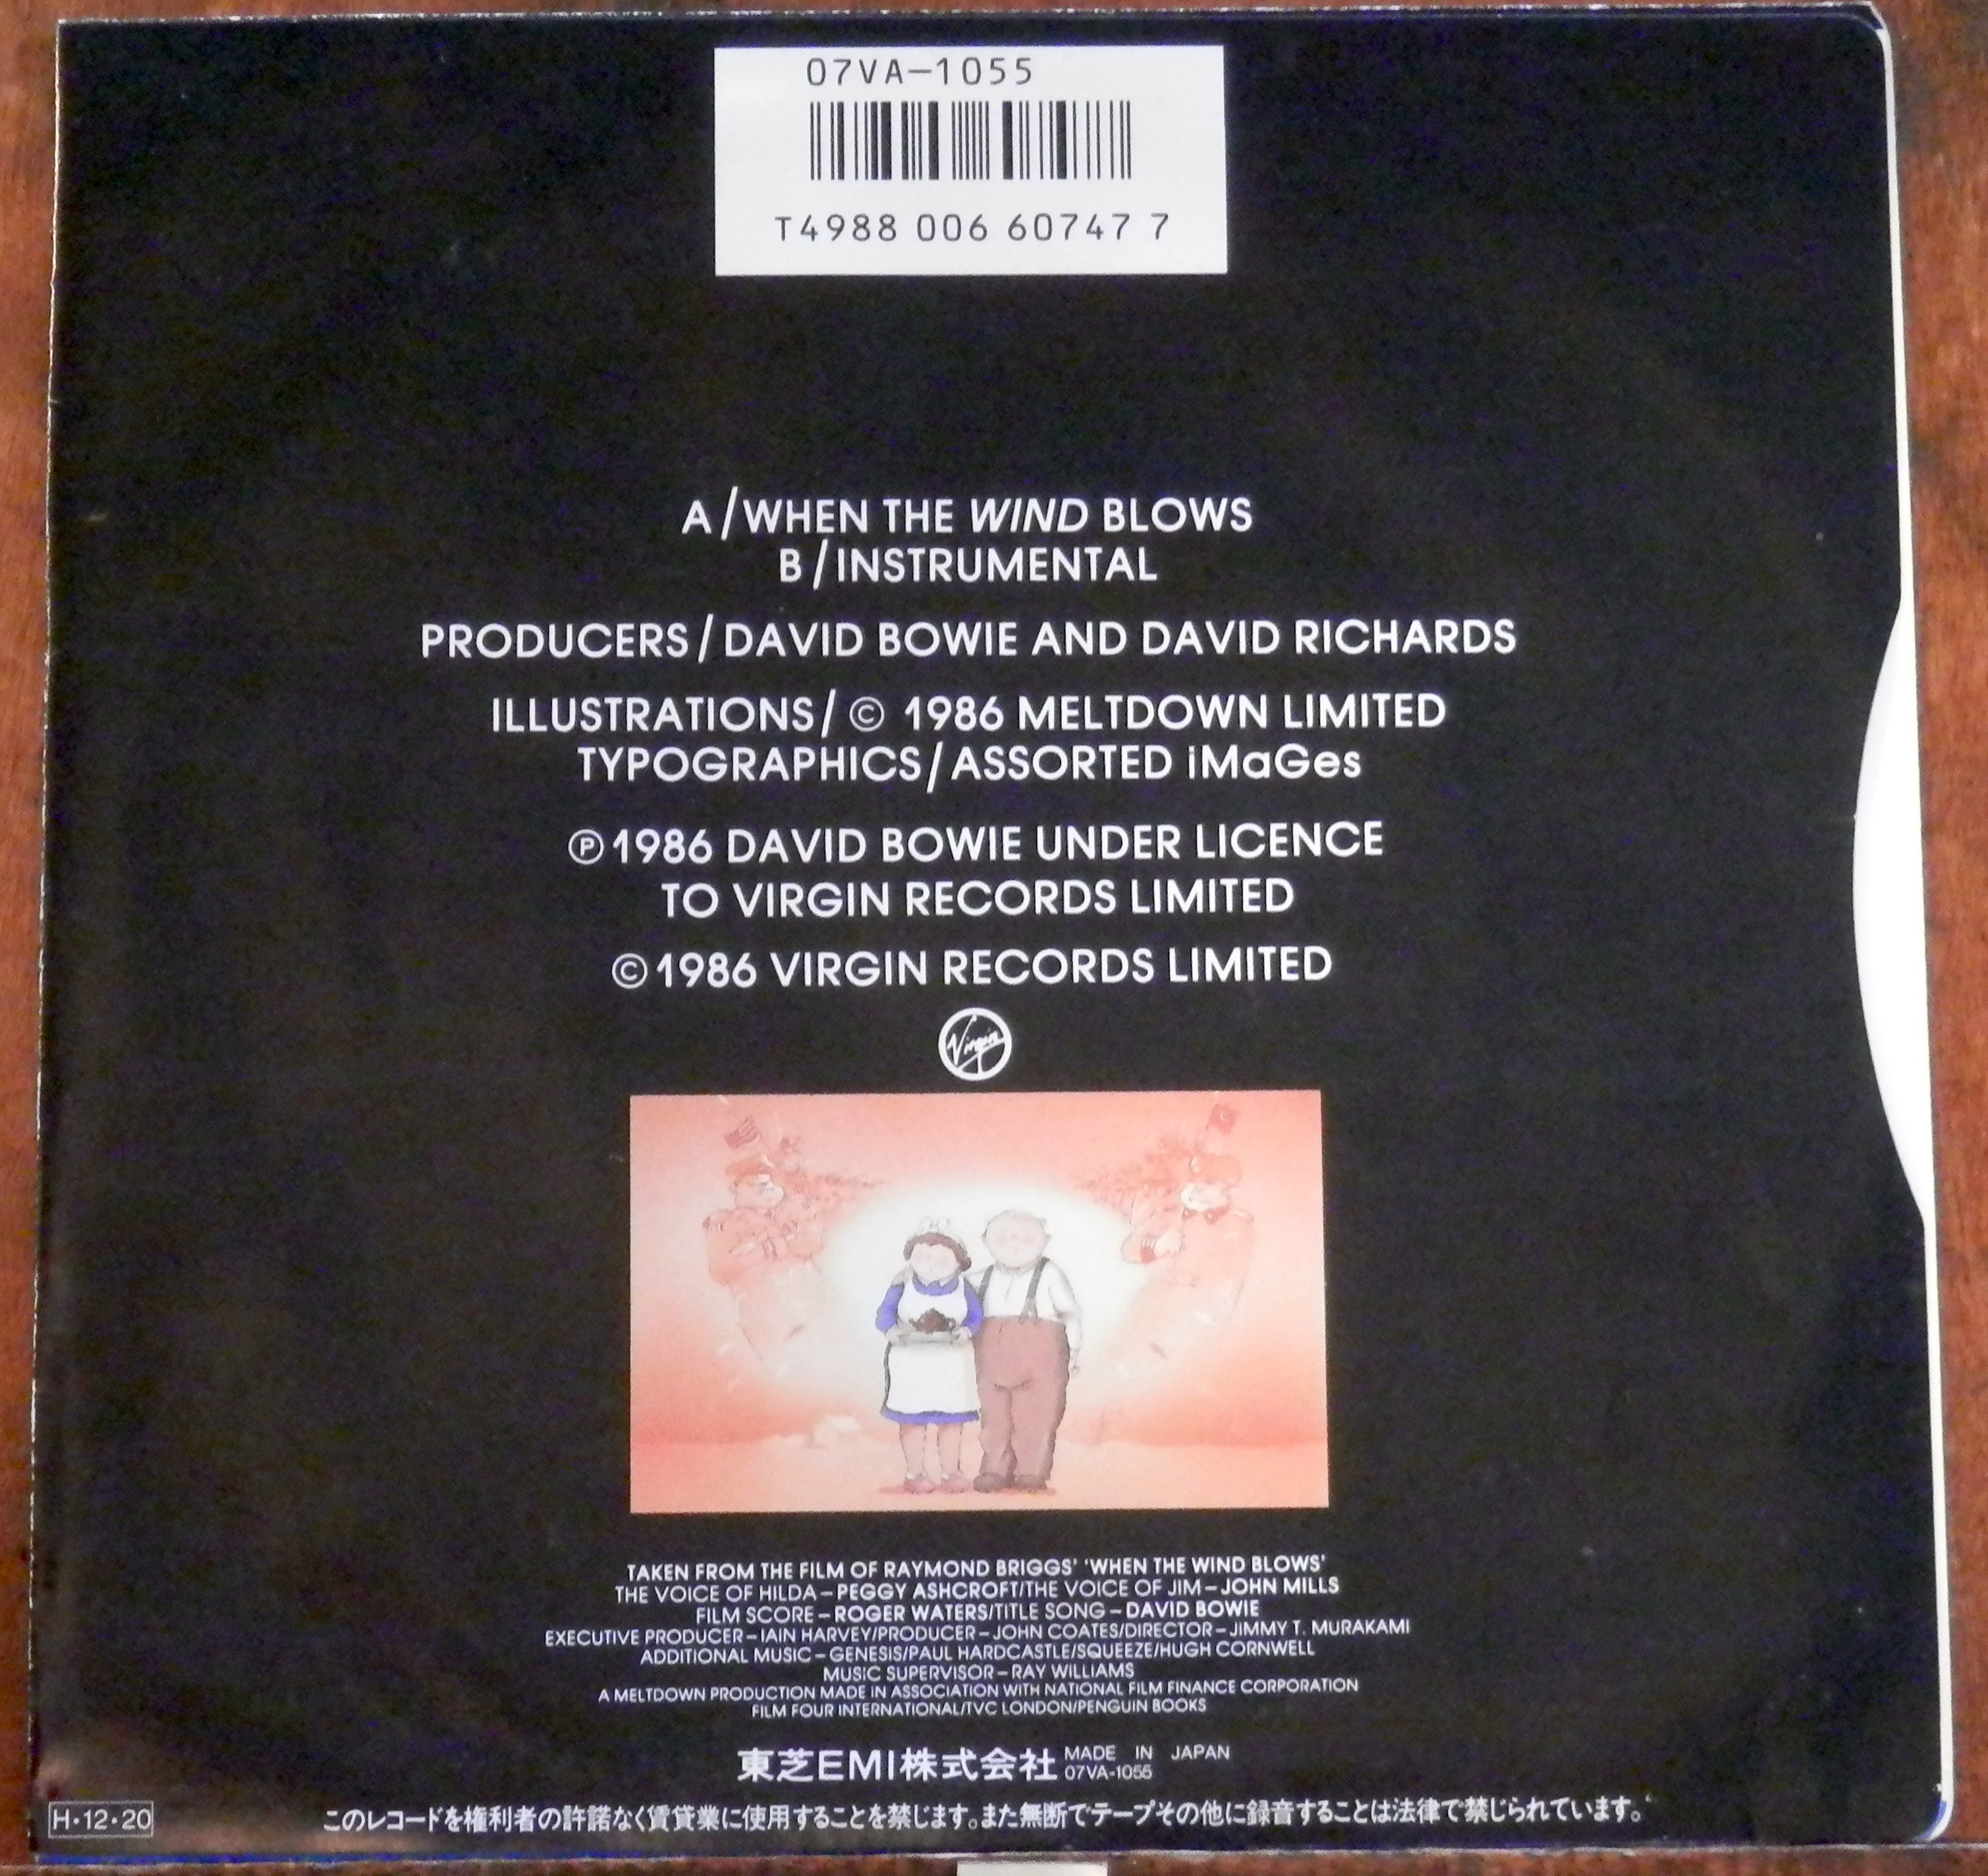 07VA-1055
T4988 006 60747 7
A/WHEN THE WIND BLOWS
B/INSTRUMENTAL
PRODUCERS/DAVID BOWIE AND DAVID RICHARDS
ILLUSTRATIONS/© 1986 MELTDOWN LIMITED
TYPOGRAPHICS/ASSORTED iMaGes
℗1986 DAVID BOWIE UNDER LICENCE
TO VIRGIN RECORDS LIMITED
©1986 VIRGIN RECORDS LIMITED
Virgin
TAKEN FROM THE FILM OF RAYMOND BRIGGS' 'WHEN THE WIND BLOWS'
THE VOICE OF HILDA–PEGGY ASHCROFT/THE VOICE OF JIM–JOHN MILLS
FILM SCORE–ROGER WATERS/TITLE SONG–DAVID BOWIE
EXECUTIVE PRODUCER–IAIN HARVEY/PRODUCER–JOHN COATES/DIRECTOR–JIMMY T. MURAKAMI
ADDITIONAL MUSIC–GENESIS/PAUL HARDCASTLE/SQUEEZE/HUGH CORNWELL
MUSIC SUPERVISOR–RAY WILLIAMS
A MELTDOWN PRODUCTION MADE IN ASSOCIATION WITH NATIONAL FILM FINANCE CORPORATION
FILM FOUR INTERNATIONAL/TVC LONDON/PENGUIN BOOKS
東芝EMI株式会社 MADE IN JAPAN
07VA-1055
H・12・20
このレコードを権利者の許諾なく賃貸業に使用することを禁じます。また無断でテープその他に録音することは法律で禁じられています。